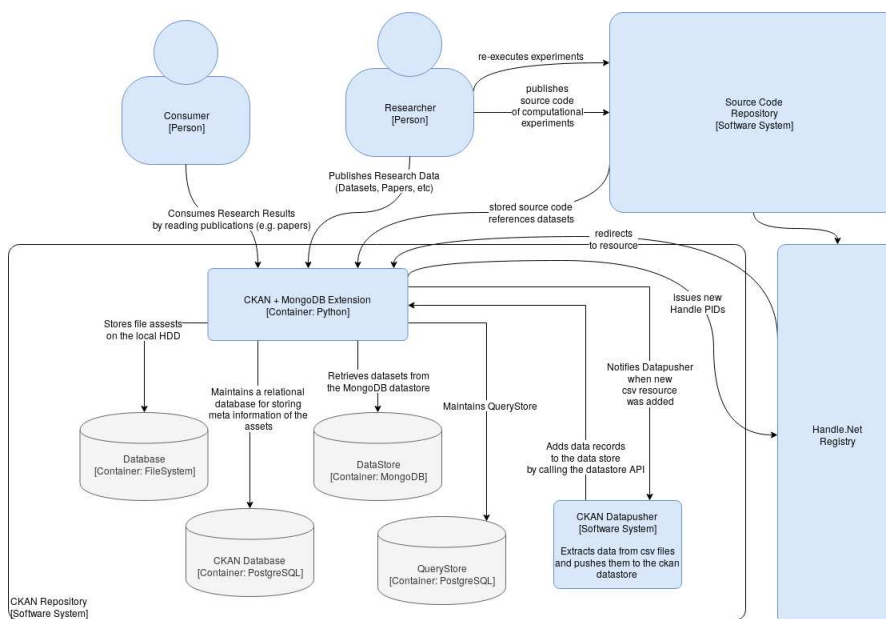 re-executes experiments
Consumer
[Person]
Researcher
[Person]
publishes
source code
of computational
experiments
Source Code
Repository
[Software System]
Publishes Research Data
(Datasets, Papers, etc)
Consumes Research Results
by reading publications (e.g. papers)
stored source code
references datasets
redirects
to resource
CKAN + MongoDB Extension
[Container: Python]
Issues new
Handle PIDs
Stores file assests
on the local HDD
Maintains a relational
database for storing
meta information of the
assets
Retrieves datasets from
the MongoDB datastore
Maintains QueryStore
Notifies Datapusher
when new
csv resource
was added
Handle.Net
Registry
Adds data records
to the data store
by calling the datastore API
Database
[Container: FileSystem]
DataStore
[Container: MongoDB]
CKAN Database
[Container: PostgreSQL]
QueryStore
[Container: PostgreSQL]
CKAN Datapusher
[Software System]
Extracts data from csv files
and pushes them to the ckan
datastore
CKAN Repository
[Software System]